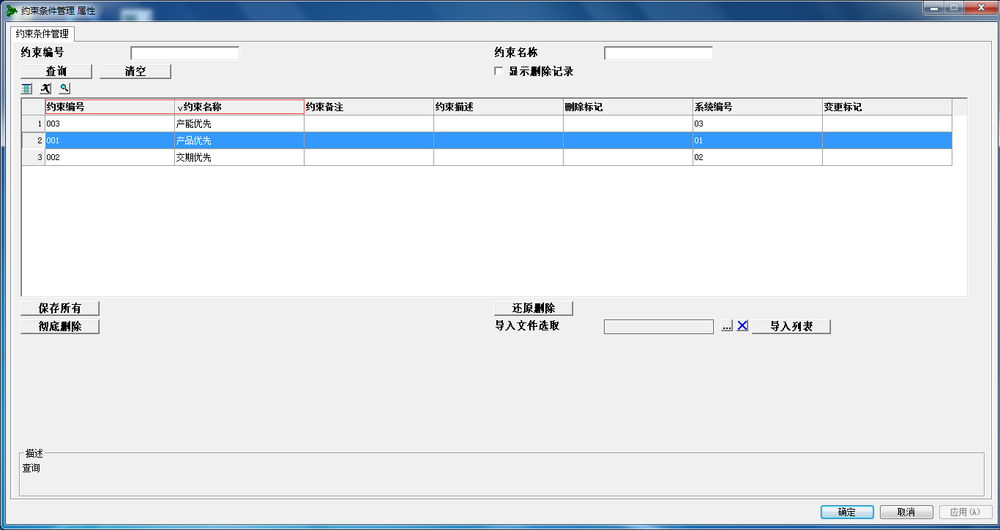 约束条件管理 属性
约束条件管理
约束编号 约束名称
查询 清空 显示删除记录
约束编号 约束名称 约束备注 约束描述 删除标记 系统编号 变更标记
1 003 产能优先 03
2 001 产品优先 01
3 002 交期优先 02
保存所有 还原删除
彻底删除 导入文件选取 ... 导入列表
描述
查询
确定 取消 应用(A)